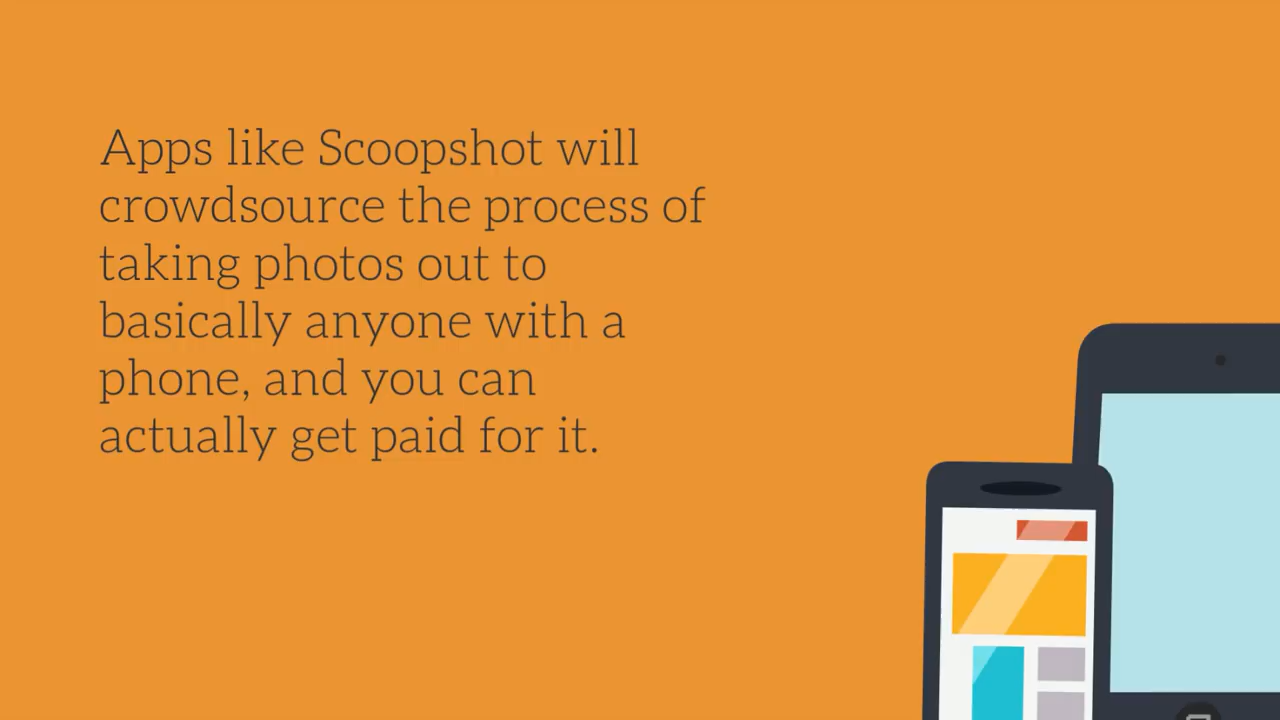 Apps like Scoopshot will
crowdsource the process of
taking photos out to
basically anyone with a
phone, and you can
actually get paid for it.